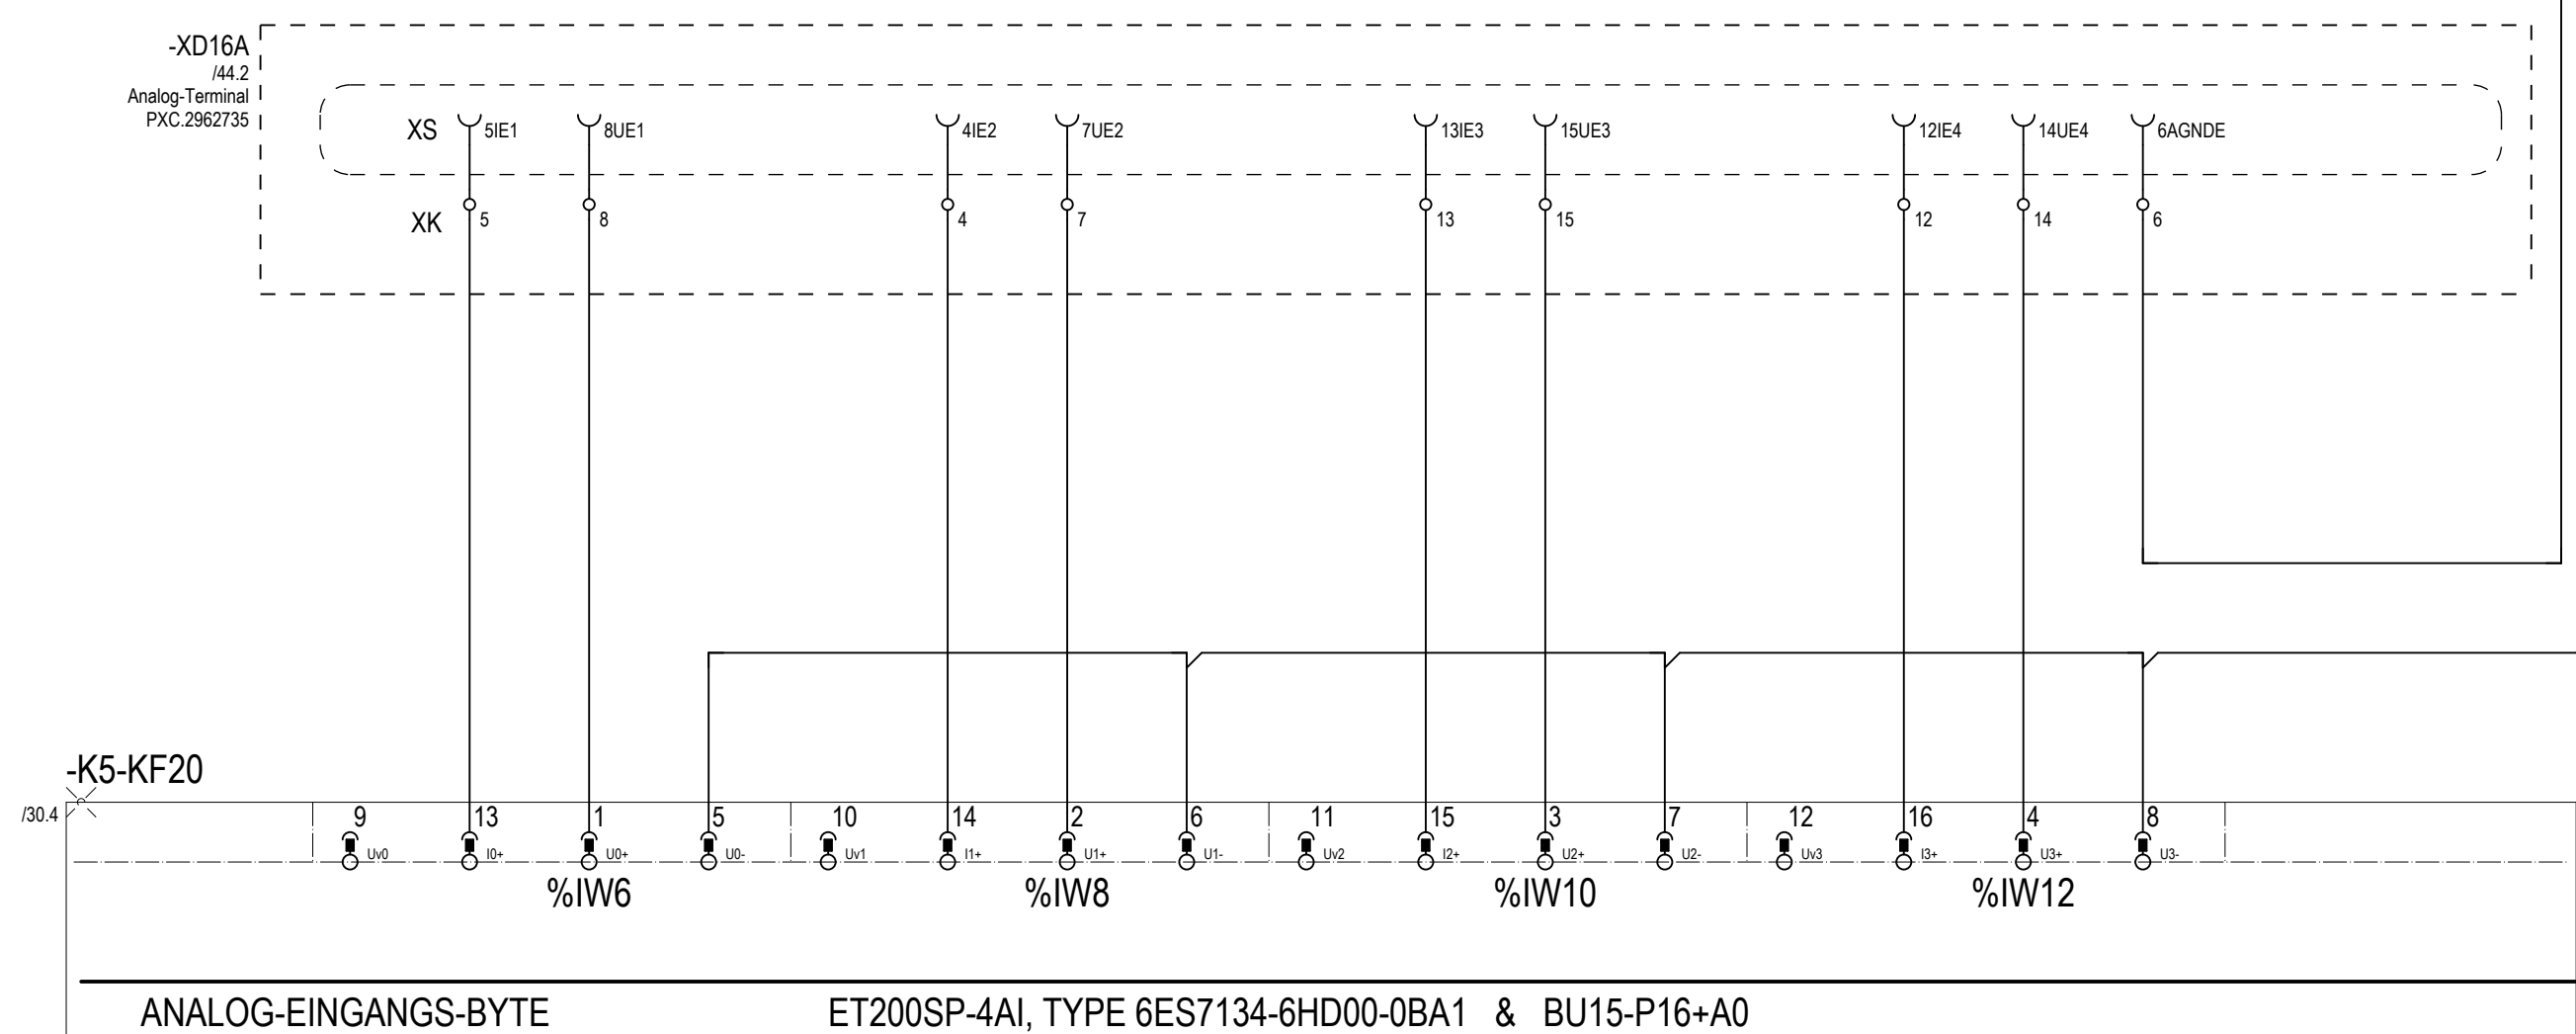 -XD16A
/44.2
Analog-Terminal
PXC.2962735
XS 5IE1 8UE1 4IE2 7UE2 13IE3 15UE3 12IE4 14UE4 6AGNDE
XK 5 8 4 7 13 15 12 14 6
-K5-KF20
/30.4
9 13 1 5 10 14 2 6 11 15 3 7 12 16 4 8
Uv0 I0+ U0+ U0- Uv1 I1+ U1+ U1- Uv2 I2+ U2+ U2- Uv3 I3+ U3+ U3-
%IW6 %IW8 %IW10 %IW12
ANALOG-EINGANGS-BYTE ET200SP-4AI, TYPE 6ES7134-6HD00-0BA1 & BU15-P16+A0